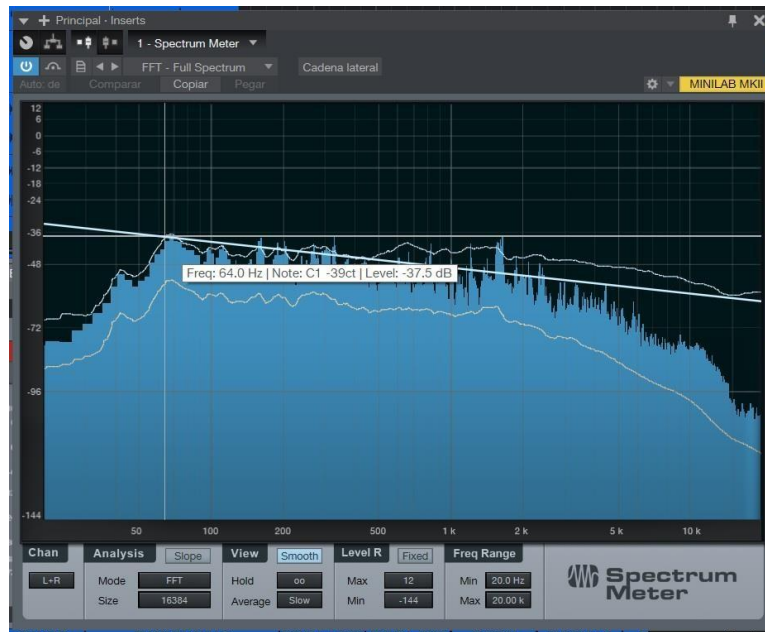 Principal - Inserts
1 - Spectrum Meter
FFT - Full Spectrum Cadena lateral
Auto: de Comparar Copiar Pegar MINILAB MKII
12
6
0
-6
-12
-18
-24
-36
-48
Freq: 64.0 Hz | Note: C1 -39ct | Level: -37.5 dB
-72
-96
-144
50 100 200 500 1 k 2 k 5 k 10 k
Chan Analysis Slope View Smooth Level R Fixed Freq Range
L+R Mode FFT Hold oo Max 12 Min 20.0 Hz
Size 16384 Average Slow Min -144 Max 20.00 k
Spectrum
Meter